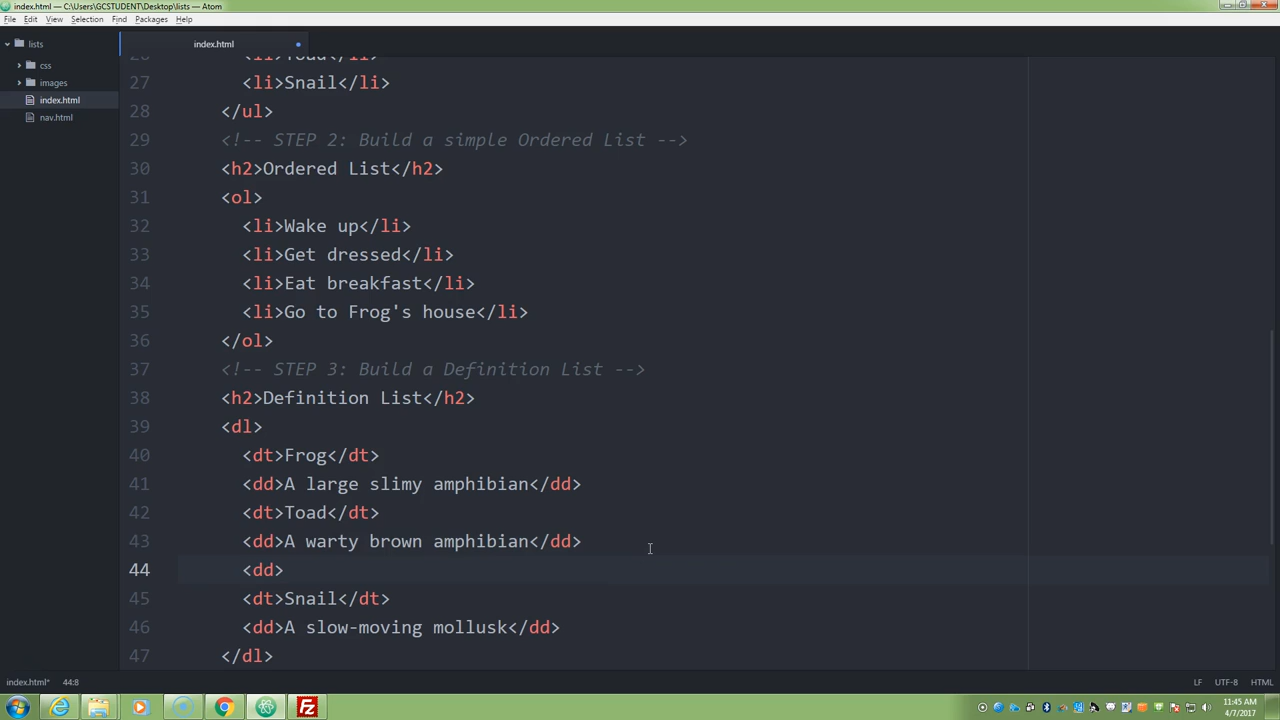 index.html — C:\Users\GCSTUDENT\Desktop\lists — Atom
File Edit View Selection Find Packages Help
lists
css
images
index.html
nav.html
index.html
26 <li>Toad</li>
27 <li>Snail</li>
28 </ul>
29 <!-- STEP 2: Build a simple Ordered List -->
30 <h2>Ordered List</h2>
31 <ol>
32 <li>Wake up</li>
33 <li>Get dressed</li>
34 <li>Eat breakfast</li>
35 <li>Go to Frog's house</li>
36 </ol>
37 <!-- STEP 3: Build a Definition List -->
38 <h2>Definition List</h2>
39 <dl>
40 <dt>Frog</dt>
41 <dd>A large slimy amphibian</dd>
42 <dt>Toad</dt>
43 <dd>A warty brown amphibian</dd>
44 <dd>
45 <dt>Snail</dt>
46 <dd>A slow-moving mollusk</dd>
47 </dl>
index.html* 44:8 LF UTF-8 HTML
11:45 AM
4/7/2017